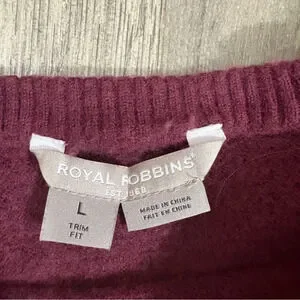 ROYAL ROBBINS®
EST. 1968
L
TRIM
FIT
MADE IN CHINA
FAIT EN CHINE